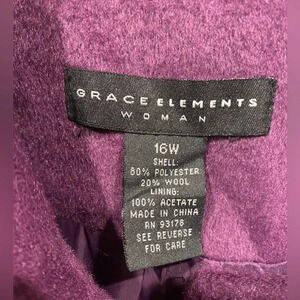 GRACE ELEMENTS
WOMAN
16W
SHELL:
80% POLYESTER
20% WOOL
LINING:
100% ACETATE
MADE IN CHINA
RN 93176
SEE REVERSE
FOR CARE